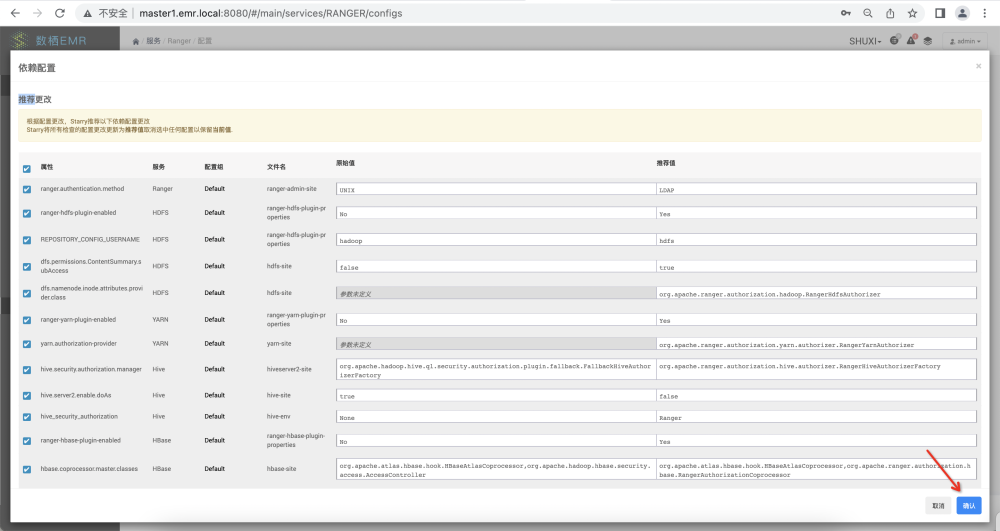 不安全 master1.emr.local:8080/#/main/services/RANGER/configs
数栖EMR 服务 / Ranger / 配置 SHUXI admin
依赖配置 ×
推荐更改
根据配置更改，Starry推荐以下依赖配置更改
Starry将所有检查的配置更改更新为推荐值取消选中任何配置以保留当前值.
属性 服务 配置组 文件名 原始值 推荐值
ranger.authentication.method Ranger Default ranger-admin-site UNIX LDAP
ranger-hdfs-plugin-enabled HDFS Default ranger-hdfs-plugin-pr No Yes
operties
REPOSITORY_CONFIG_USERNAME HDFS Default ranger-hdfs-plugin-pr hadoop hdfs
operties
dfs.permissions.ContentSummary.s HDFS Default hdfs-site false true
ubAccess
dfs.namenode.inode.attributes.provi HDFS Default hdfs-site 参数未定义 org.apache.ranger.authorization.hadoop.RangerHdfsAuthorizer
der.class
ranger-yarn-plugin-enabled YARN Default ranger-yarn-plugin-pr No Yes
operties
yarn.authorization-provider YARN Default yarn-site 参数未定义 org.apache.ranger.authorization.yarn.authorizer.RangerYarnAuthorizer
hive.security.authorization.manager Hive Default hiveserver2-site org.apache.hadoop.hive.ql.security.authorization.plugin.fallback.FallbackHiveAuthor org.apache.ranger.authorization.hive.authorizer.RangerHiveAuthorizerFactory
izerFactory
hive.server2.enable.doAs Hive Default hive-site true false
hive_security_authorization Hive Default hive-env None Ranger
ranger-hbase-plugin-enabled HBase Default ranger-hbase-plugin- No Yes
properties
hbase.coprocessor.master.classes HBase Default hbase-site org.apache.atlas.hbase.hook.HBaseAtlasCoprocessor,org.apache.hadoop.hbase.security. org.apache.atlas.hbase.hook.HBaseAtlasCoprocessor,org.apache.ranger.authorization.h
access.AccessController base.RangerAuthorizationCoprocessor
取消 确认